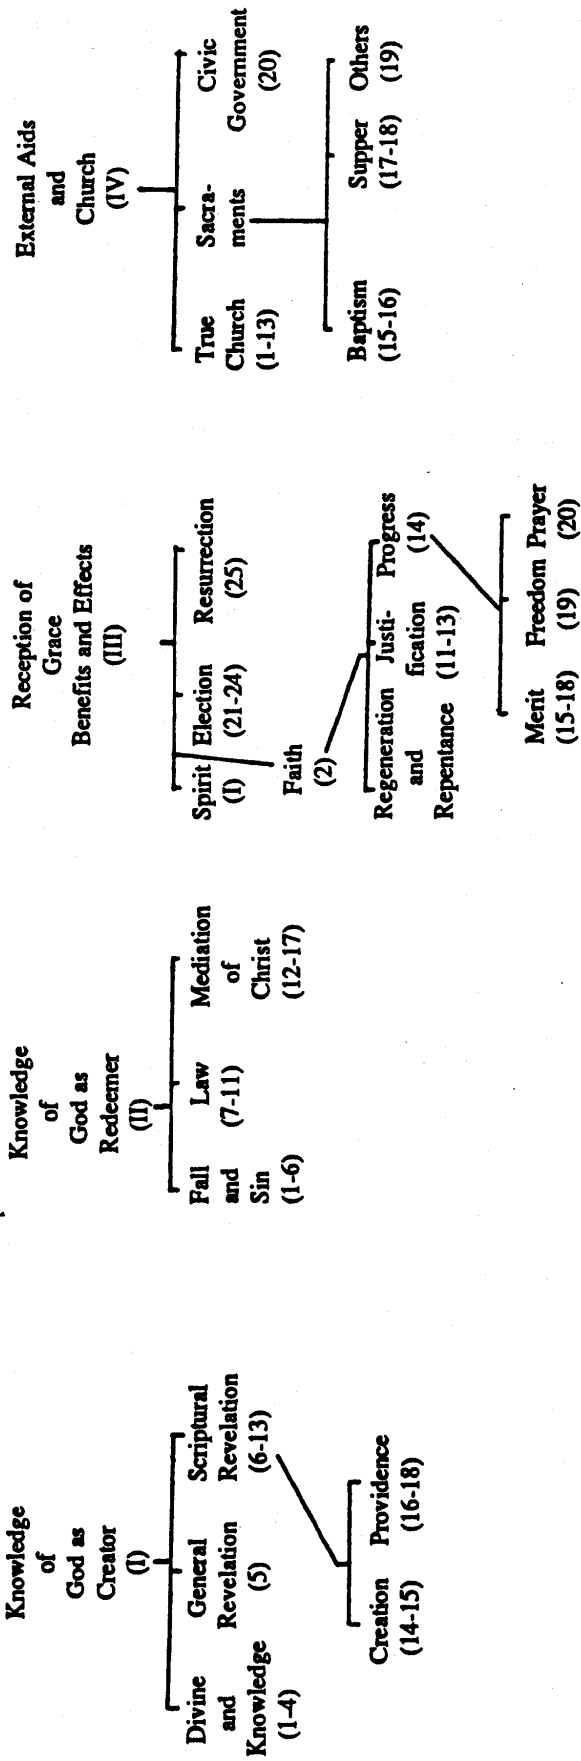 Knowledge
of
God as
Creator
(I)
Divine
and
Knowledge
(1-4)
General
Revelation
(5)
Scriptural
Revelation
(6-13)
Creation
(14-15)
Providence
(16-18)
Knowledge
of
God as
Redeemer
(II)
Fall
and
Sin
(1-6)
Law
(7-11)
Mediation
of
Christ
(12-17)
Reception of
Grace
Benefits and Effects
(III)
Spirit
(I)
Election
(21-24)
Resurrection
(25)
Faith
(2)
Regeneration
and
Repentance
Justi-
fication
(11-13)
Progress
(14)
Merit
(15-18)
Freedom
(19)
Prayer
(20)
External Aids
and
Church
(IV)
True
Church
(1-13)
Sacra-
ments
Civic
Government
(20)
Baptism
(15-16)
Supper
(17-18)
Others
(19)